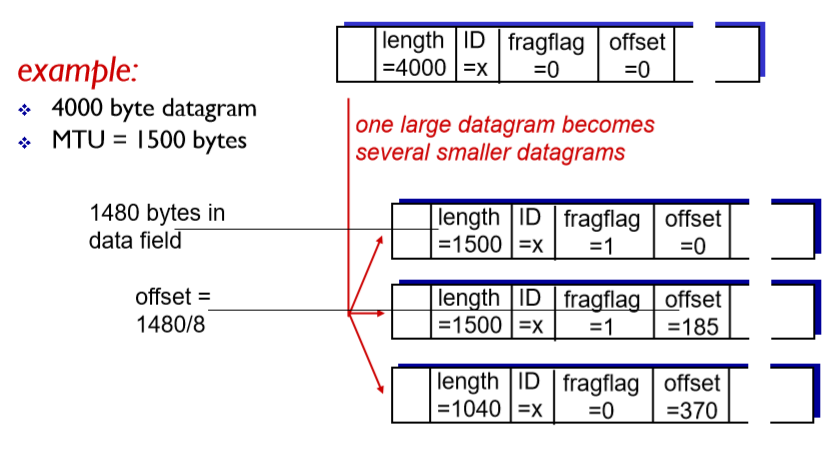 length ID fragflag offset
=4000 =x =0 =0
example:
❖ 4000 byte datagram
❖ MTU = 1500 bytes
one large datagram becomes
several smaller datagrams
1480 bytes in
data field
length ID fragflag offset
=1500 =x =1 =0
offset =
1480/8
length ID fragflag offset
=1500 =x =1 =185
length ID fragflag offset
=1040 =x =0 =370